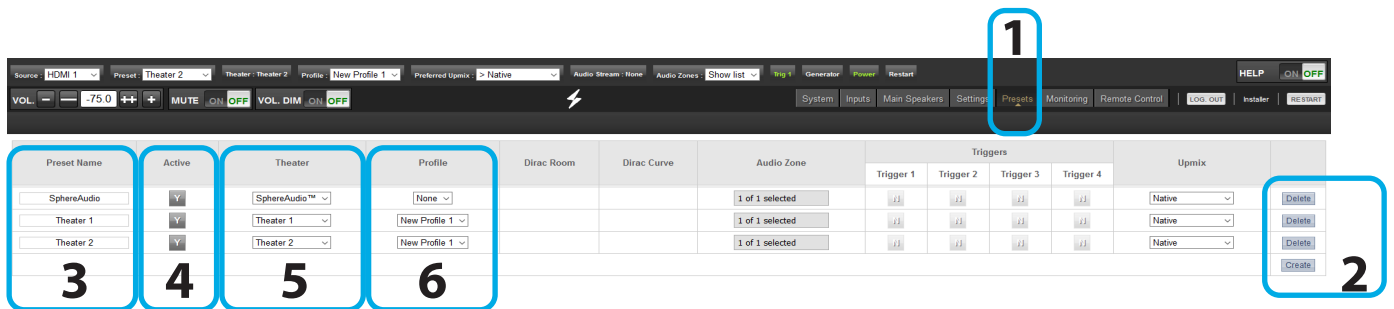 1
Source : HDMI 1 Preset : Theater 2 Theater : Theater 2 Profile : New Profile 1 Preferred Upmix : > Native Audio Stream : None Audio Zones : Show list Trig 1 Generator Power Restart HELP ON OFF
VOL. -75.0 MUTE ON OFF VOL. DIM ON OFF System Inputs Main Speakers Settings Presets Monitoring Remote Control LOG. OUT Installer RESTART
Preset Name Active Theater Profile Dirac Room Dirac Curve Audio Zone Triggers Upmix
Trigger 1 Trigger 2 Trigger 3 Trigger 4
SphereAudio Y SphereAudio™ None 1 of 1 selected Native Delete
Theater 1 Y Theater 1 New Profile 1 1 of 1 selected Native Delete
Theater 2 Y Theater 2 New Profile 1 1 of 1 selected Native Delete
Create
3 4 5 6 2